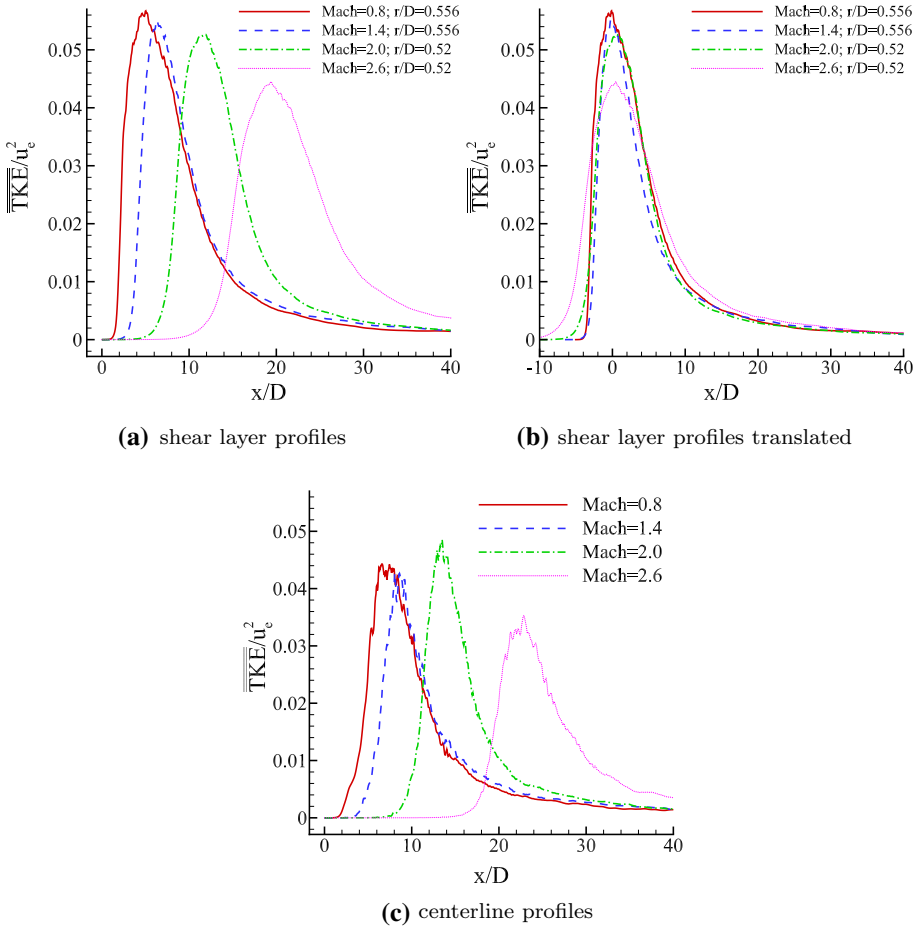 Mach=0.8; r/D=0.556
Mach=1.4; r/D=0.556
Mach=2.0; r/D=0.52
Mach=2.6; r/D=0.52
0.05
0.04
0.03
0.02
0.01
0
TKE/u_e^2
0 10 20 30 40
x/D
(a) shear layer profiles
Mach=0.8; r/D=0.556
Mach=1.4; r/D=0.556
Mach=2.0; r/D=0.52
Mach=2.6; r/D=0.52
0.05
0.04
0.03
0.02
0.01
0
TKE/u_e^2
-10 0 10 20 30 40
x/D
(b) shear layer profiles translated
Mach=0.8
Mach=1.4
Mach=2.0
Mach=2.6
0.05
0.04
0.03
0.02
0.01
0
TKE/u_e^2
0 10 20 30 40
x/D
(c) centerline profiles